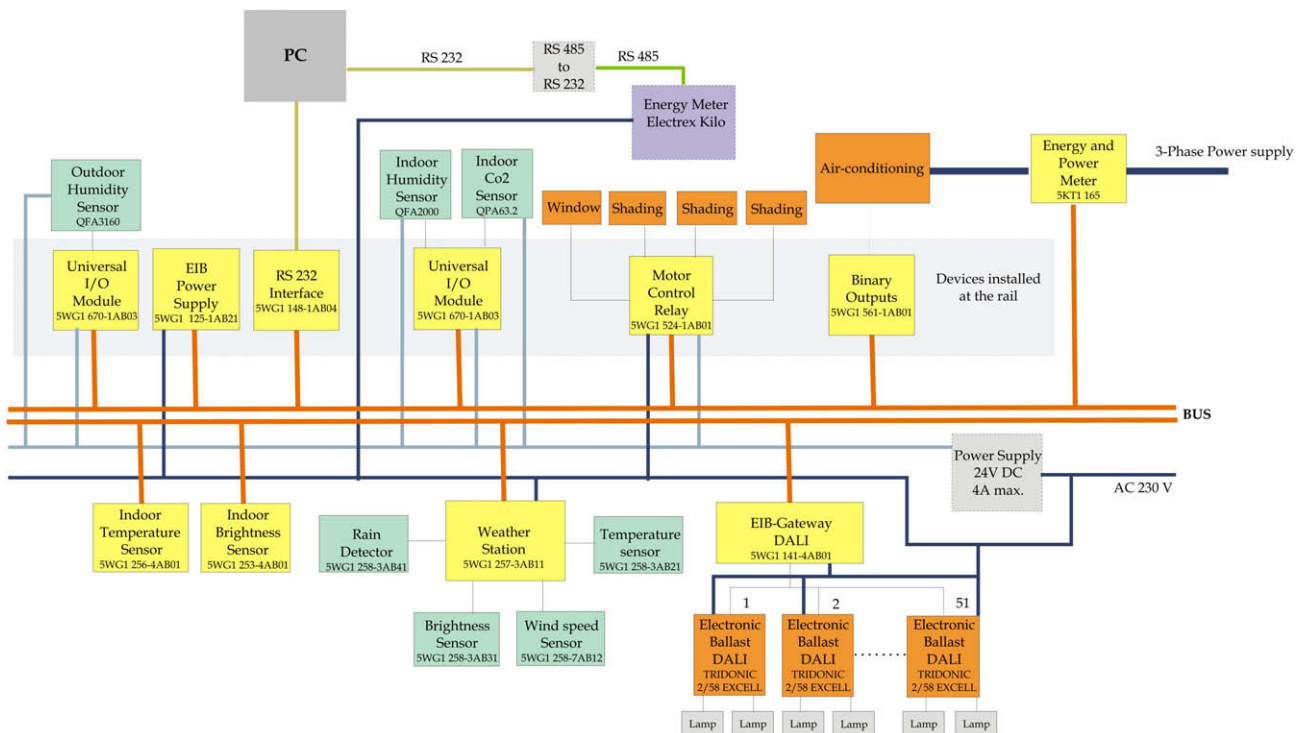 PC
RS 232
RS 485
to
RS 232
RS 485
Energy Meter
Electrex Kilo
Outdoor
Humidity
Sensor
QFA3160
Indoor
Humidity
Sensor
QFA2000
Indoor
Co2
Sensor
QPA63.2
Window
Shading
Shading
Shading
Air-conditioning
Energy and
Power
Meter
5KT1 165
3-Phase Power supply
Universal
I/O
Module
5WG1 670-1AB03
EIB
Power
Supply
5WG1 125-1AB21
RS 232
Interface
5WG1 148-1AB04
Universal
I/O
Module
5WG1 670-1AB03
Motor
Control
Relay
5WG1 524-1AB01
Binary
Outputs
5WG1 561-1AB01
Devices installed
at the rail
BUS
Power Supply
24V DC
4A max.
AC 230 V
Indoor
Temperature
Sensor
5WG1 256-4AB01
Indoor
Brightness
Sensor
5WG1 253-4AB01
Rain
Detector
5WG1 258-3AB41
Weather
Station
5WG1 257-3AB11
Temperature
sensor
5WG1 258-3AB21
EIB-Gateway
DALI
5WG1 141-4AB01
Brightness
Sensor
5WG1 258-3AB31
Wind speed
Sensor
5WG1 258-7AB12
1
2
51
Electronic
Ballast
DALI
TRIDONIC
2/58 EXCELL
Electronic
Ballast
DALI
TRIDONIC
2/58 EXCELL
Electronic
Ballast
DALI
TRIDONIC
2/58 EXCELL
Lamp
Lamp
Lamp
Lamp
Lamp
Lamp